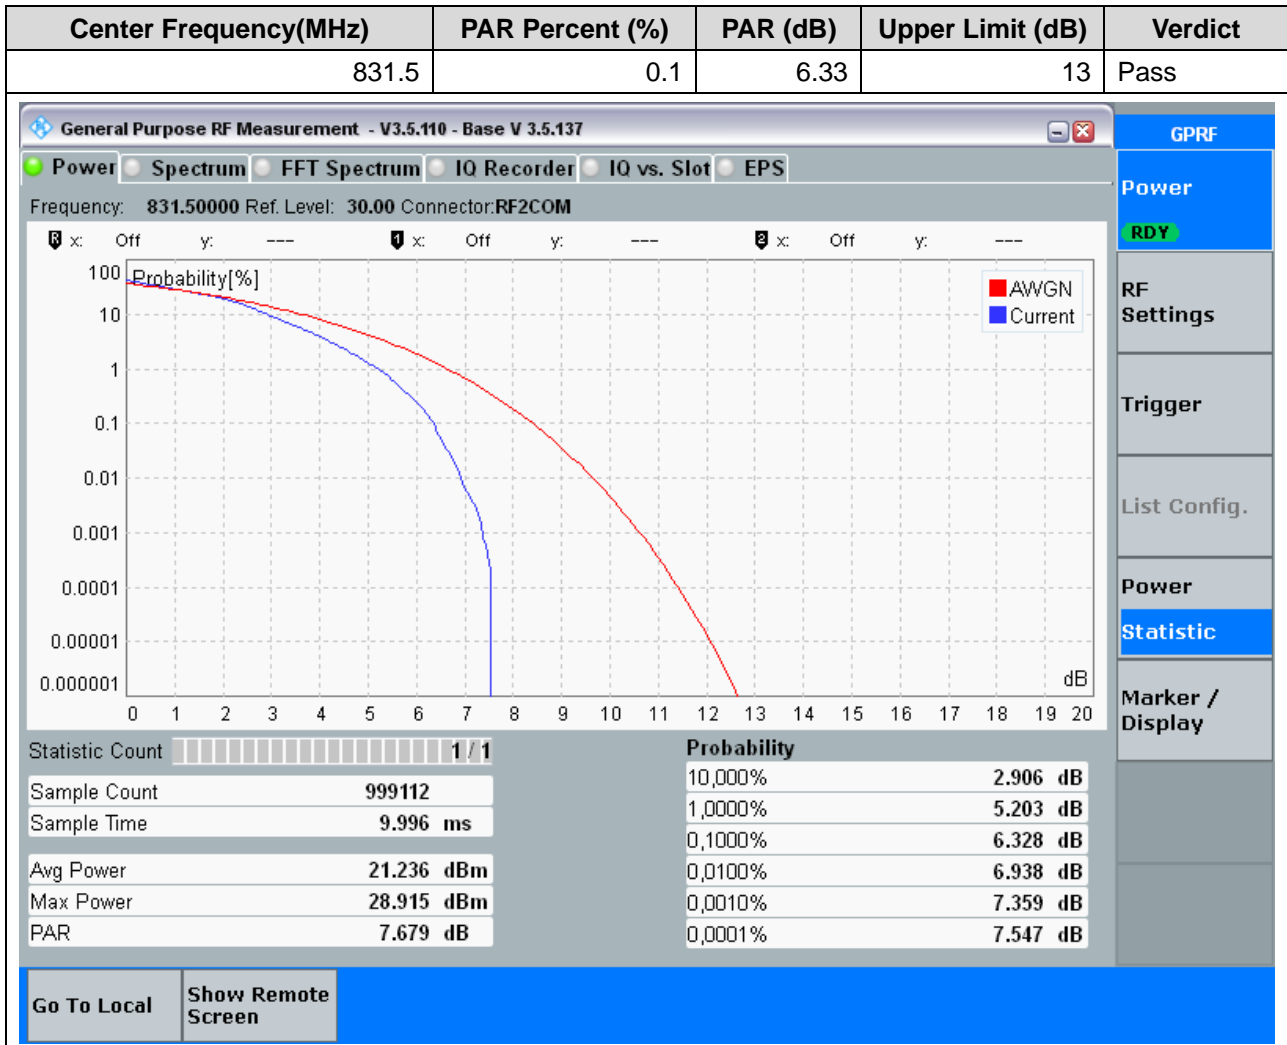 Center Frequency(MHz) PAR Percent (%) PAR (dB) Upper Limit (dB) Verdict
831.5 0.1 6.33 13 Pass
General Purpose RF Measurement - V3.5.110 - Base V 3.5.137
GPRF
Power Spectrum FFT Spectrum IQ Recorder IQ vs. Slot EPS
Frequency: 831.50000 Ref. Level: 30.00 Connector:RF2COM
R x: Off y: --- 1 x: Off y: --- 2 x: Off y: ---
Probability[%]
100
10
1
0.1
0.01
0.001
0.0001
0.00001
0.000001
AWGN
Current
dB
0 1 2 3 4 5 6 7 8 9 10 11 12 13 14 15 16 17 18 19 20
Statistic Count 1 / 1
Sample Count 999112
Sample Time 9.996 ms
Avg Power 21.236 dBm
Max Power 28.915 dBm
PAR 7.679 dB
Probability
10,000% 2.906 dB
1,0000% 5.203 dB
0,1000% 6.328 dB
0,0100% 6.938 dB
0,0010% 7.359 dB
0,0001% 7.547 dB
Power
RDY
RF
Settings
Trigger
List Config.
Power
Statistic
Marker /
Display
Go To Local
Show Remote
Screen